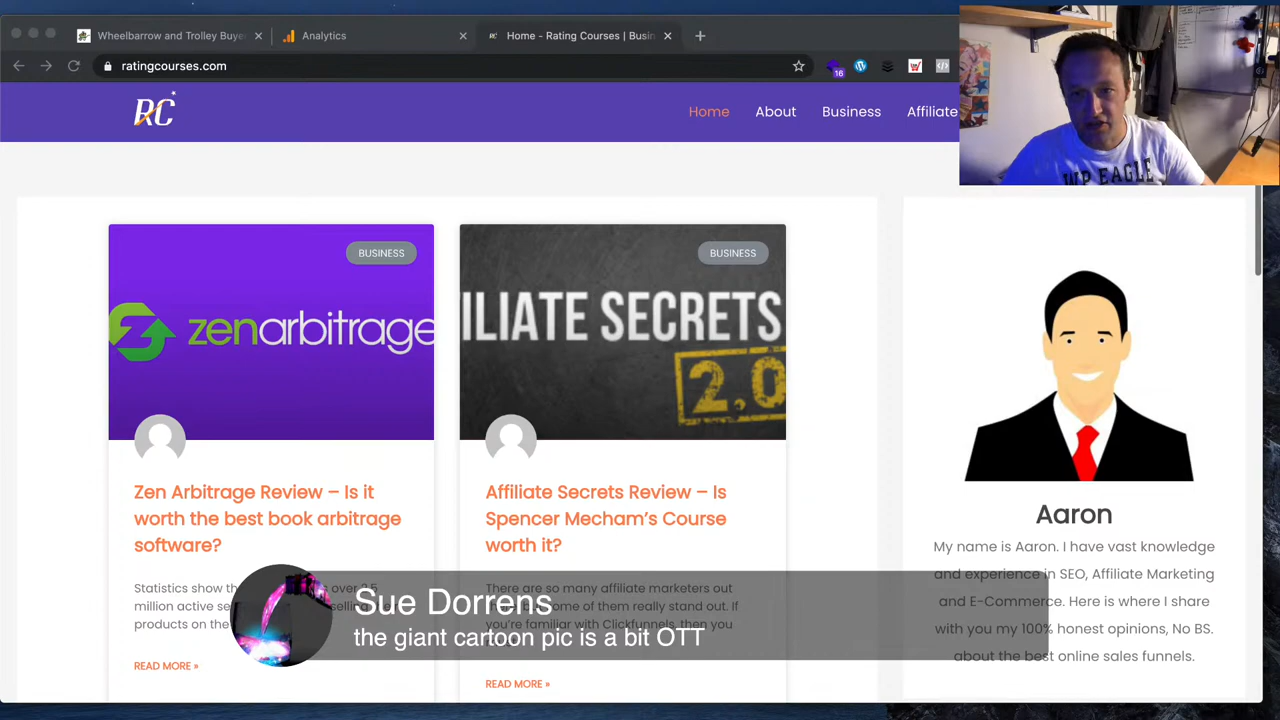 Wheelbarrow and Trolley Buye
Analytics
Home - Rating Courses | Busin
ratingcourses.com
16
RC
Home
About
Business
Affiliate
WP EAGLE
BUSINESS
BUSINESS
zenarbitrage
ILIATE SECRETS
2.0
Zen Arbitrage Review – Is it
worth the best book arbitrage
software?
Affiliate Secrets Review – Is
Spencer Mecham's Course
worth it?
Aaron
My name is Aaron. I have vast knowledge
and experience in SEO, Affiliate Marketing
and E-Commerce. Here is where I share
with you my 100% honest opinions, No BS.
about the best online sales funnels.
Statistics show
over 2.5
million active se
selling
products on the
There are so many affiliate marketers out
some of them really stand out. If
you're familiar with Clickfunnels, then you
Sue Dorrens
the giant cartoon pic is a bit OTT
READ MORE »
READ MORE »